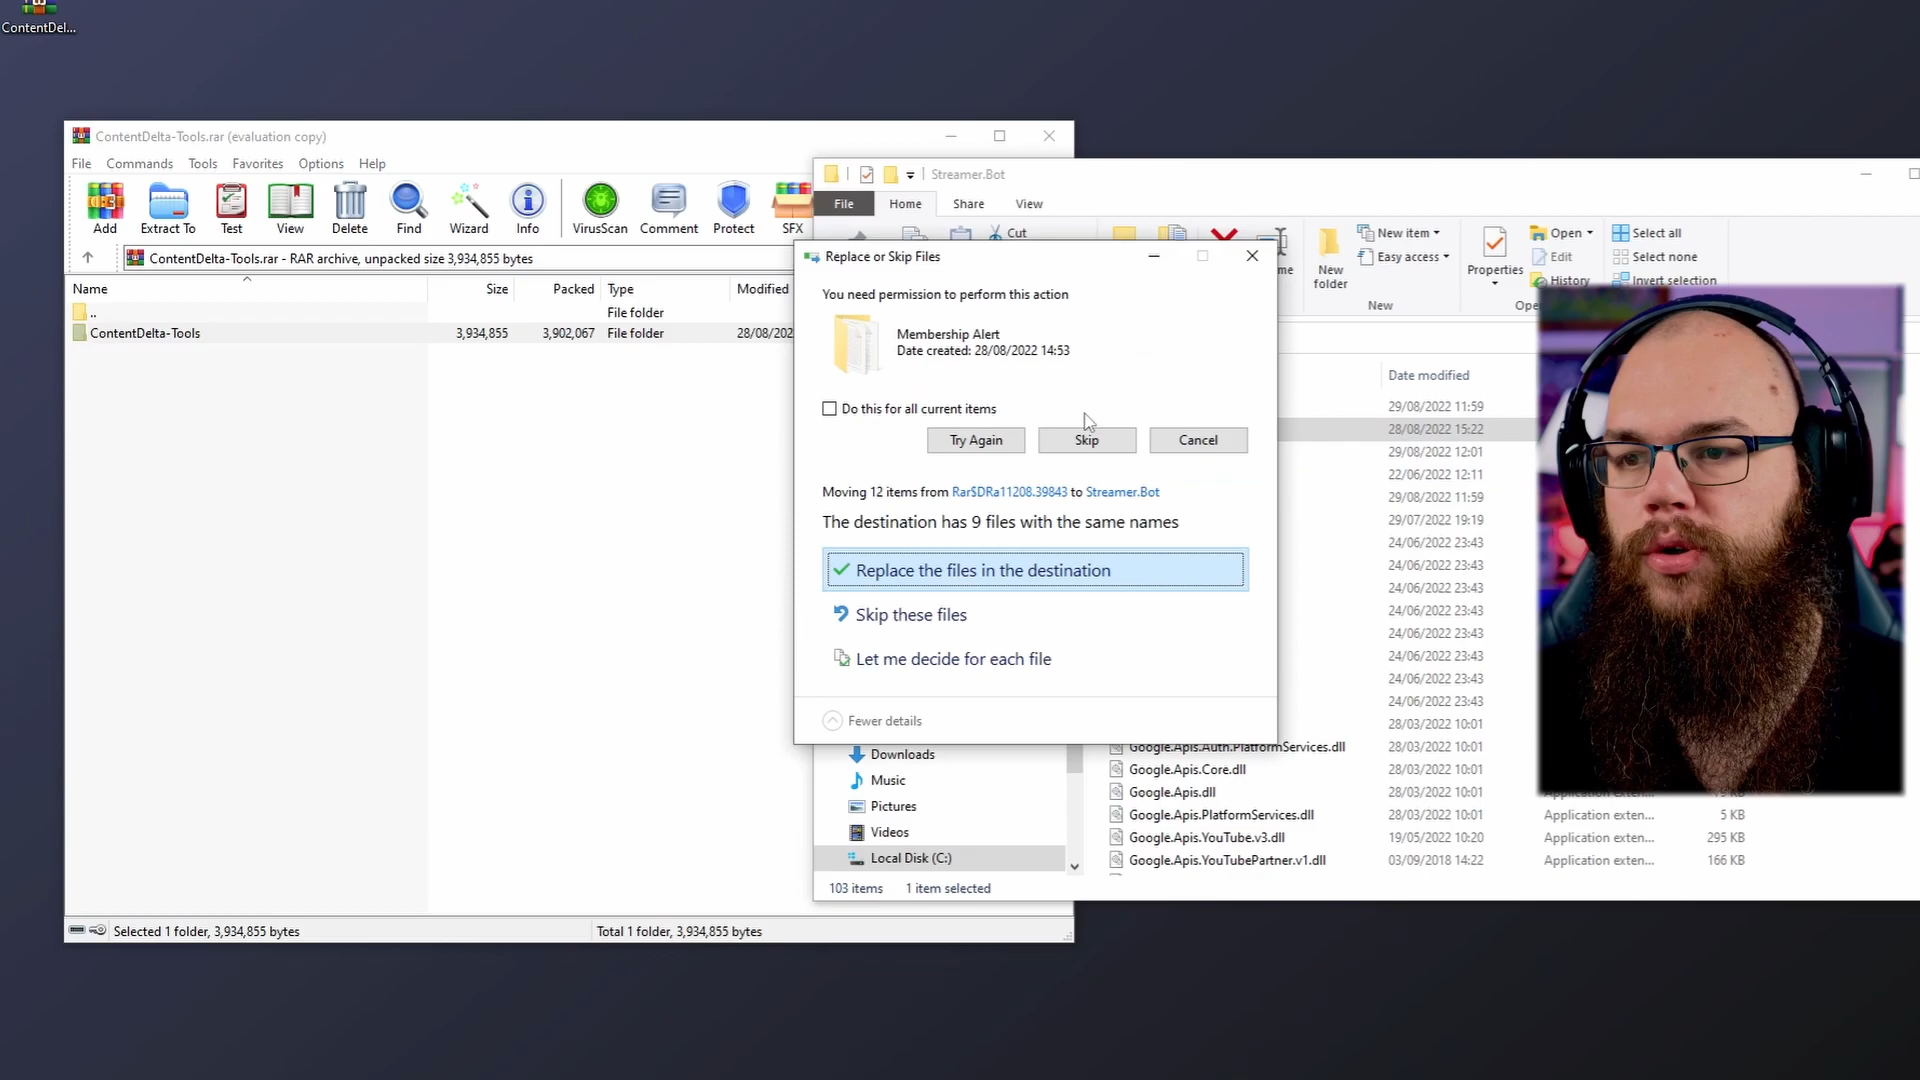 ContentDel...
ContentDelta-Tools.rar (evaluation copy)
File Commands Tools Favorites Options Help
Add Extract To Test View Delete Find Wizard Info VirusScan Comment Protect SFX
ContentDelta-Tools.rar - RAR archive, unpacked size 3,934,855 bytes
Name Size Packed Type Modified
.. File folder
ContentDelta-Tools 3,934,855 3,902,067 File folder 28/08/202
Selected 1 folder, 3,934,855 bytes
Total 1 folder, 3,934,855 bytes
Streamer.Bot
File Home Share View
Cut
New folder
New item
Easy access
New
Properties
Open
Edit
History
Select all
Select none
Invert selection
Replace or Skip Files
You need permission to perform this action
Membership Alert
Date created: 28/08/2022 14:53
Do this for all current items
Try Again Skip Cancel
Moving 12 items from Rar$DRa11208.39843 to Streamer.Bot
The destination has 9 files with the same names
Replace the files in the destination
Skip these files
Let me decide for each file
Fewer details
Date modified
29/08/2022 11:59
28/08/2022 15:22
29/08/2022 12:01
22/06/2022 12:11
29/08/2022 11:59
29/07/2022 19:19
24/06/2022 23:43
24/06/2022 23:43
24/06/2022 23:43
24/06/2022 23:43
24/06/2022 23:43
24/06/2022 23:43
24/06/2022 23:43
24/06/2022 23:43
28/03/2022 10:01
Downloads
Music
Pictures
Videos
Local Disk (C:)
Google.Apis.Auth.PlatformServices.dll 28/03/2022 10:01
Google.Apis.Core.dll 28/03/2022 10:01
Google.Apis.dll 28/03/2022 10:01
Google.Apis.PlatformServices.dll 28/03/2022 10:01 Application exten... 5 KB
Google.Apis.YouTube.v3.dll 19/05/2022 10:20 Application exten... 295 KB
Google.Apis.YouTubePartner.v1.dll 03/09/2018 14:22 Application exten... 166 KB
103 items 1 item selected